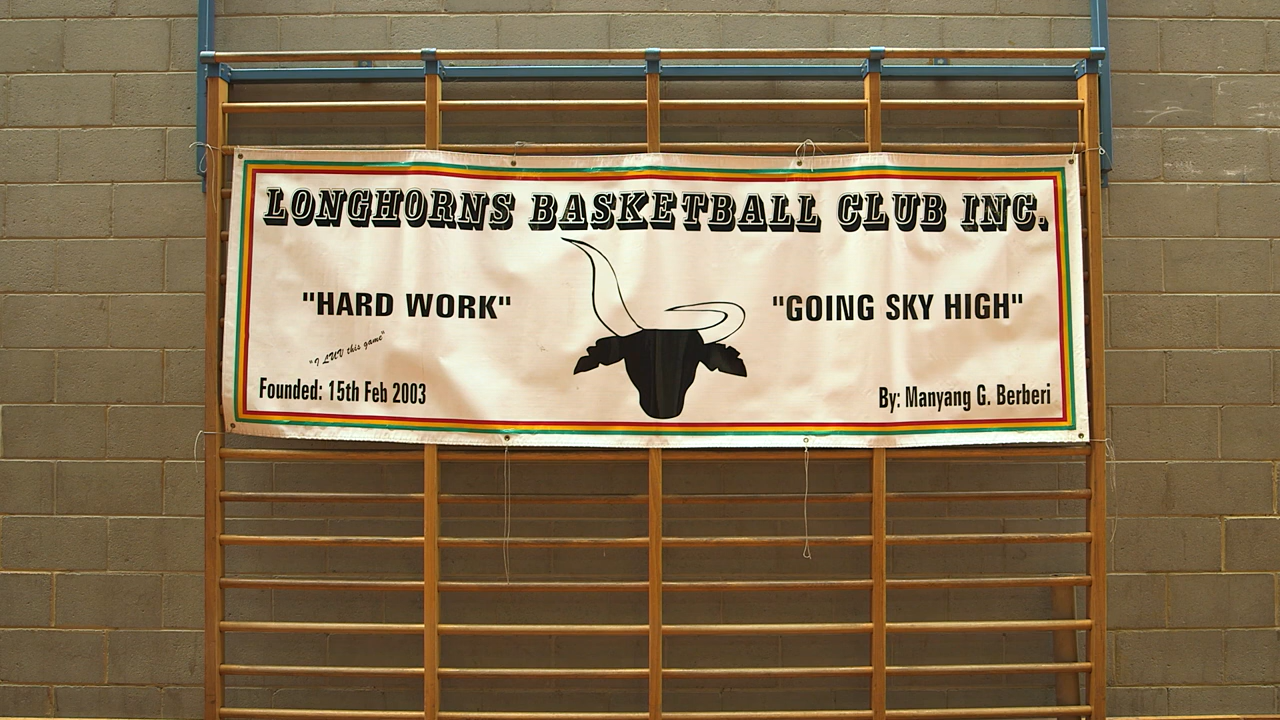 LONGHORNS BASKETBALL CLUB INC.
"HARD WORK"
"GOING SKY HIGH"
"I LUV this game"
Founded: 15th Feb 2003
By: Manyang G. Berberi